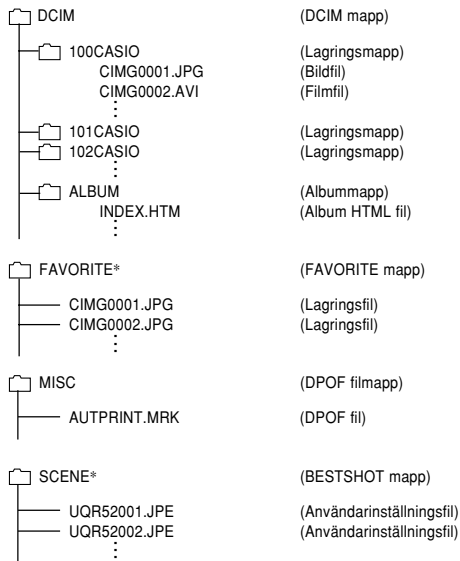 DCIM (DCIM mapp)
100CASIO (Lagringsmapp)
CIMG0001.JPG (Bildfil)
CIMG0002.AVI (Filmfil)
101CASIO (Lagringsmapp)
102CASIO (Lagringsmapp)
ALBUM (Albummapp)
INDEX.HTM (Album HTML fil)
FAVORITE* (FAVORITE mapp)
CIMG0001.JPG (Lagringsfil)
CIMG0002.JPG (Lagringsfil)
MISC (DPOF filmapp)
AUTPRINT.MRK (DPOF fil)
SCENE* (BESTSHOT mapp)
UQR52001.JPE (Användarinställningsfil)
UQR52002.JPE (Användarinställningsfil)